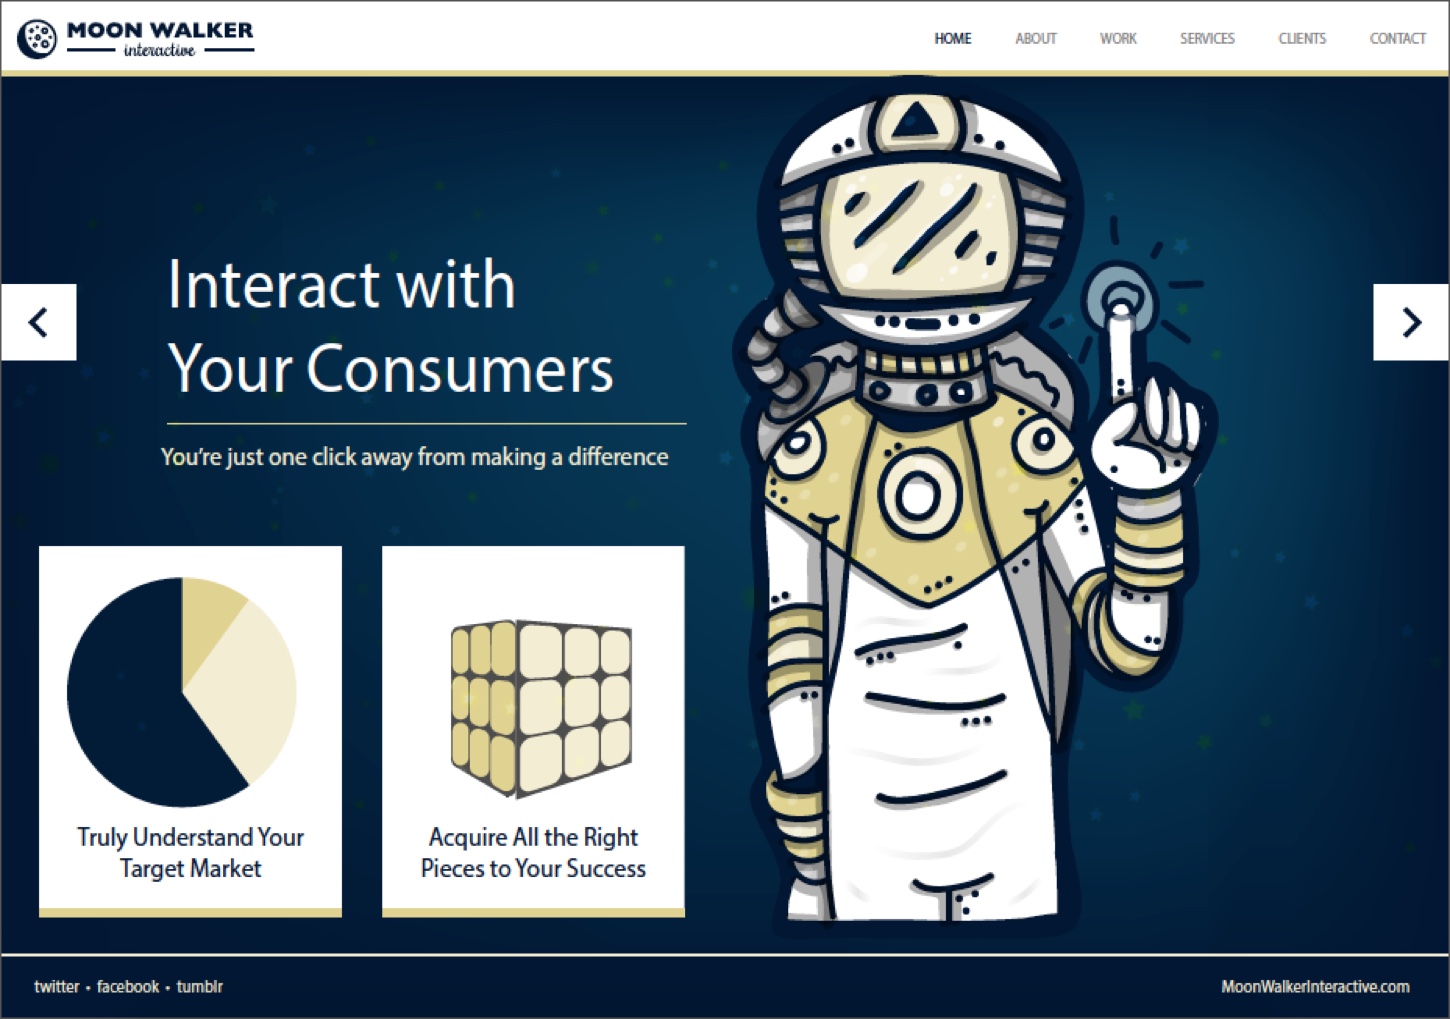 MOON WALKER
interactive
HOME ABOUT WORK SERVICES CLIENTS CONTACT
Interact with
Your Consumers
You're just one click away from making a difference
Truly Understand Your
Target Market
Acquire All the Right
Pieces to Your Success
twitter • facebook • tumblr
MoonWalkerInteractive.com